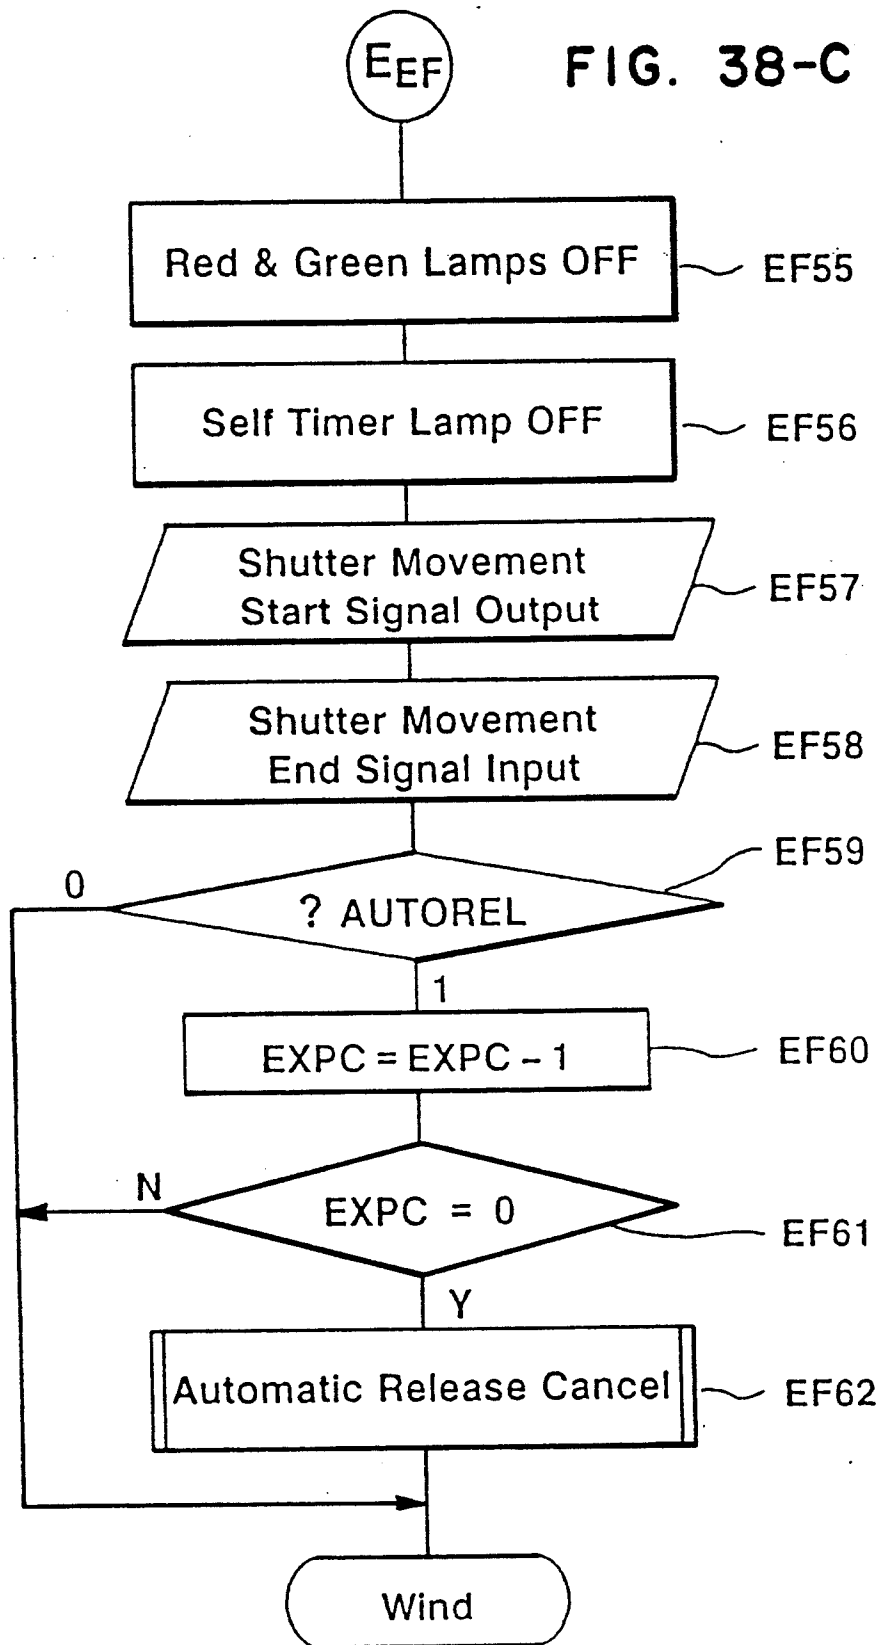 E_EF
FIG. 38-C
Red & Green Lamps OFF
EF55
Self Timer Lamp OFF
EF56
Shutter Movement
Start Signal Output
EF57
Shutter Movement
End Signal Input
EF58
EF59
0
? AUTOREL
1
EXPC = EXPC - 1
EF60
N
EXPC = 0
EF61
Y
Automatic Release Cancel
EF62
Wind